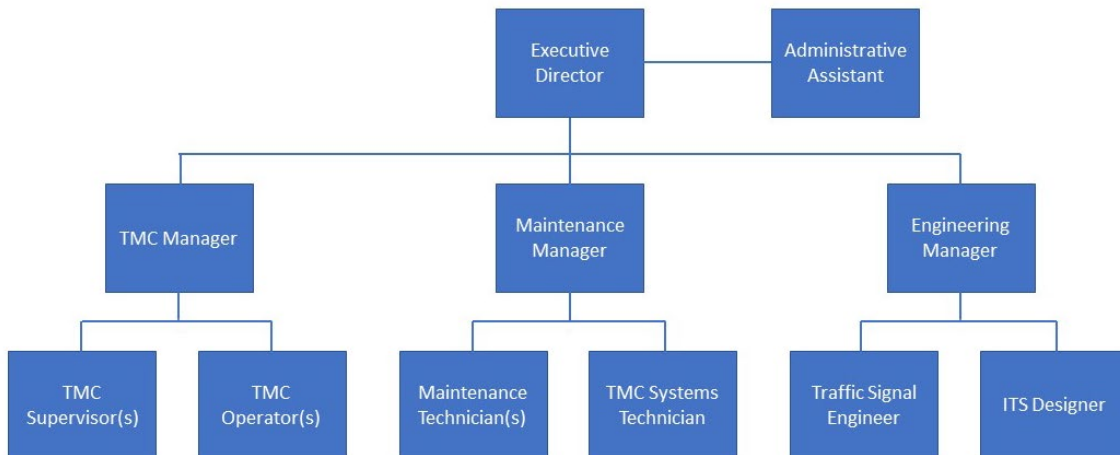 Executive
Director
Administrative
Assistant
TMC Manager
Maintenance
Manager
Engineering
Manager
TMC
Supervisor(s)
TMC
Operator(s)
Maintenance
Technician(s)
TMC Systems
Technician
Traffic Signal
Engineer
ITS Designer